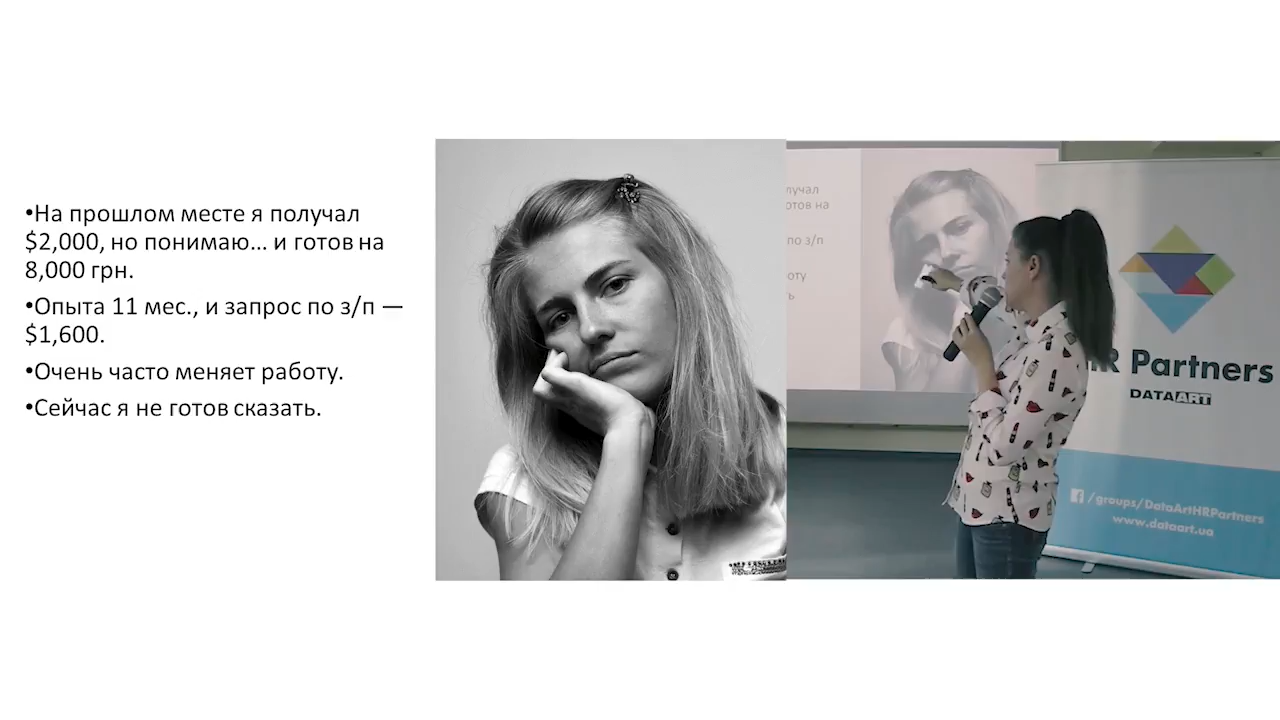 •На прошлом месте я получал
$2,000, но понимаю... и готов на
8,000 грн.
•Опыта 11 мес., и запрос по з/п —
$1,600.
•Очень часто меняет работу.
•Сейчас я не готов сказать.
по з/п
HR Partners
DATAART
/groups/DataArtHRPartners
www.dataart.ua